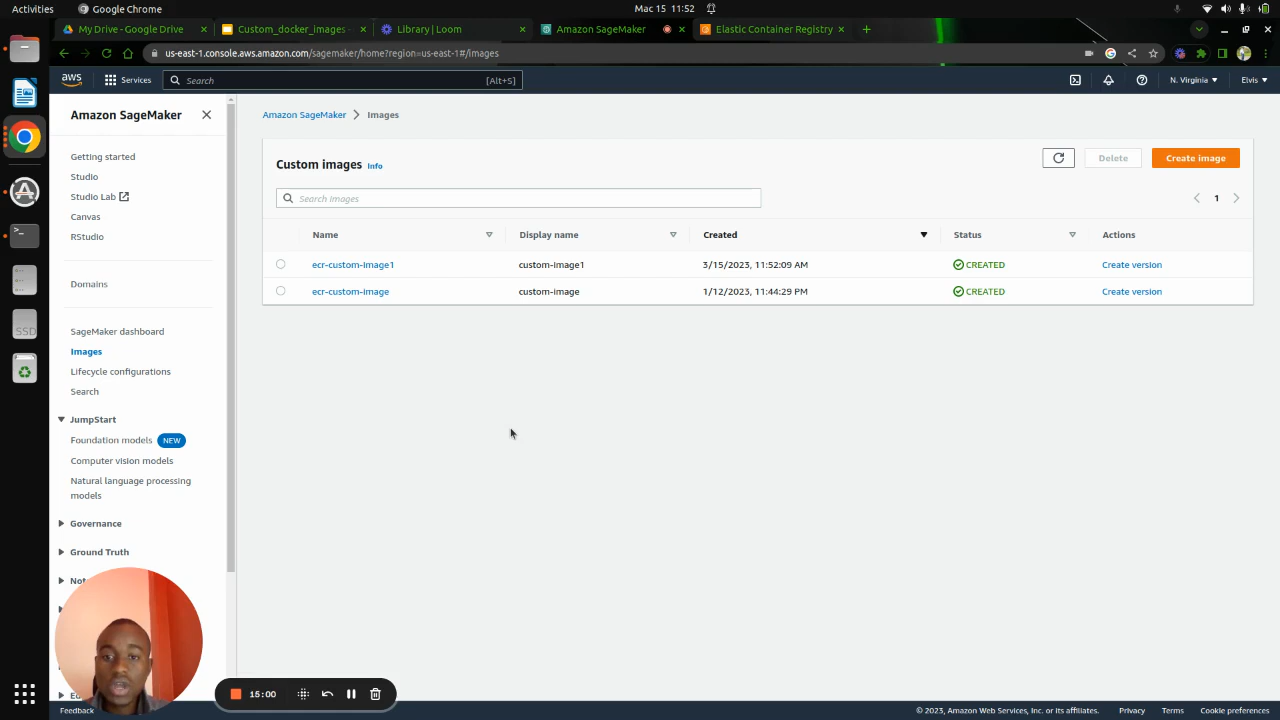 Activities
Google Chrome
Mac 15 11:52
My Drive - Google Drive
Custom_docker_images -
Library | Loom
Amazon SageMaker
Elastic Container Registry
us-east-1.console.aws.amazon.com/sagemaker/home?region=us-east-1#/images
aws
Services
Search
[Alt+S]
N. Virginia
Elvis
Amazon SageMaker
Getting started
Studio
Studio Lab
Canvas
RStudio
Domains
SageMaker dashboard
Images
Lifecycle configurations
Search
JumpStart
Foundation models NEW
Computer vision models
Natural language processing
models
Governance
Ground Truth
Amazon SageMaker > Images
Custom images Info
Delete
Create image
Search images
1
Name Display name Created Status Actions
ecr-custom-image1 custom-image1 3/15/2023, 11:52:09 AM CREATED Create version
ecr-custom-image custom-image 1/12/2023, 11:44:29 PM CREATED Create version
SSD
15:00
Feedback
© 2023, Amazon Web Services, Inc. or its affiliates.
Privacy
Terms
Cookie preferences